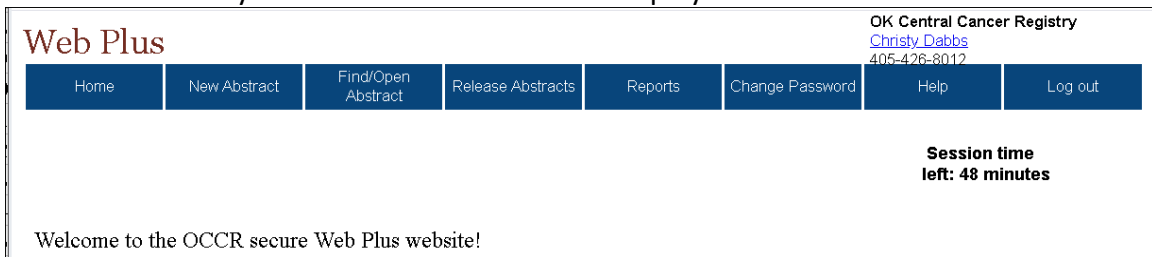 OK Central Cancer Registry
Web Plus
Christy Dabbs
405-426-8012
Home New Abstract Find/Open Abstract Release Abstracts Reports Change Password Help Log out
Session time
left: 48 minutes
Welcome to the OCCR secure Web Plus website!